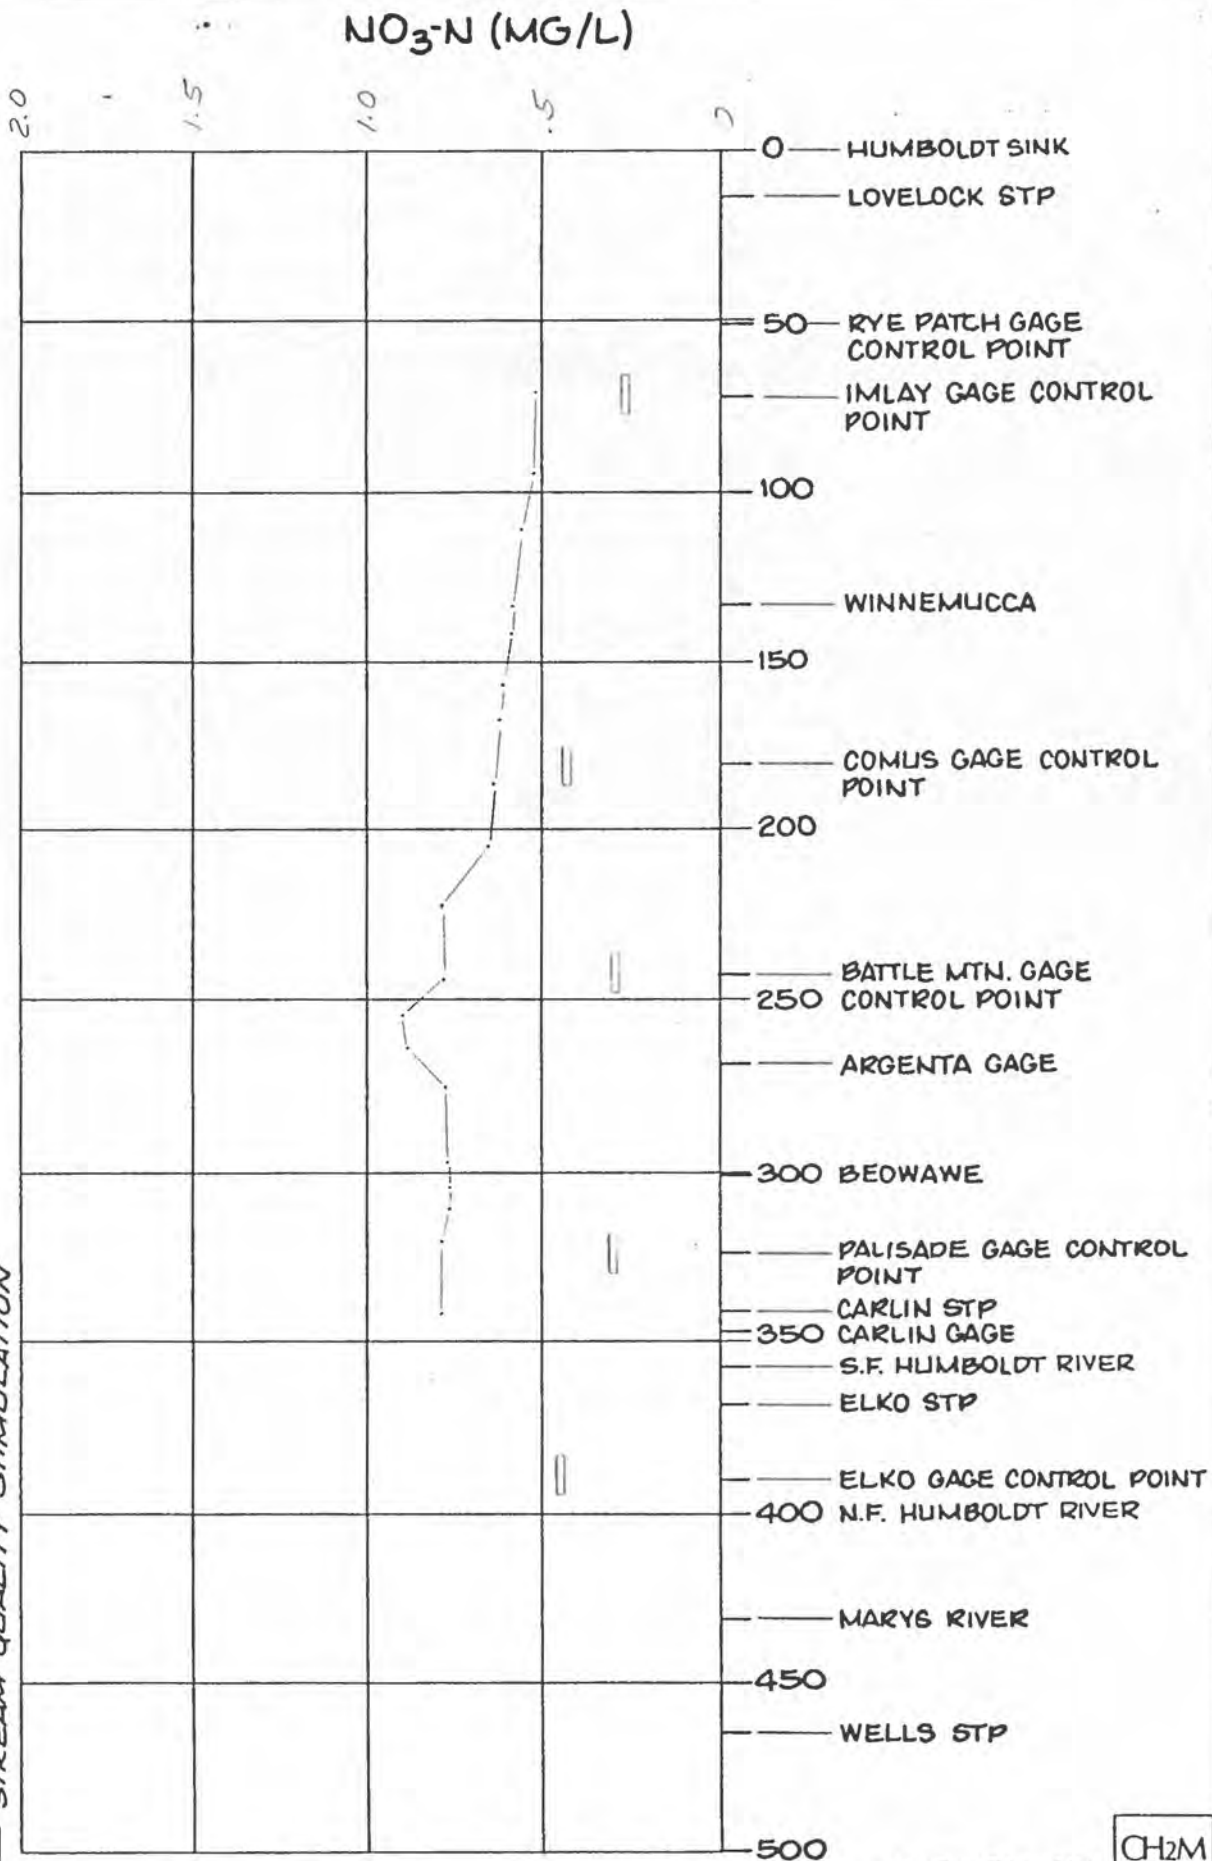 NO3-N (MG/L)
2.0
1.5
1.0
.5
0 HUMBOLDT SINK
LOVELOCK STP
50 RYE PATCH GAGE
CONTROL POINT
IMLAY GAGE CONTROL
POINT
100
WINNEMUCCA
150
COMUS GAGE CONTROL
POINT
200
BATTLE MTN. GAGE
250 CONTROL POINT
ARGENTA GAGE
300 BEOWAWE
PALISADE GAGE CONTROL
POINT
CARLIN STP
350 CARLIN GAGE
S.F. HUMBOLDT RIVER
ELKO STP
ELKO GAGE CONTROL POINT
400 N.F. HUMBOLDT RIVER
MARYS RIVER
450
WELLS STP
500
STREAM QUALITY SIMULATION
CH2M